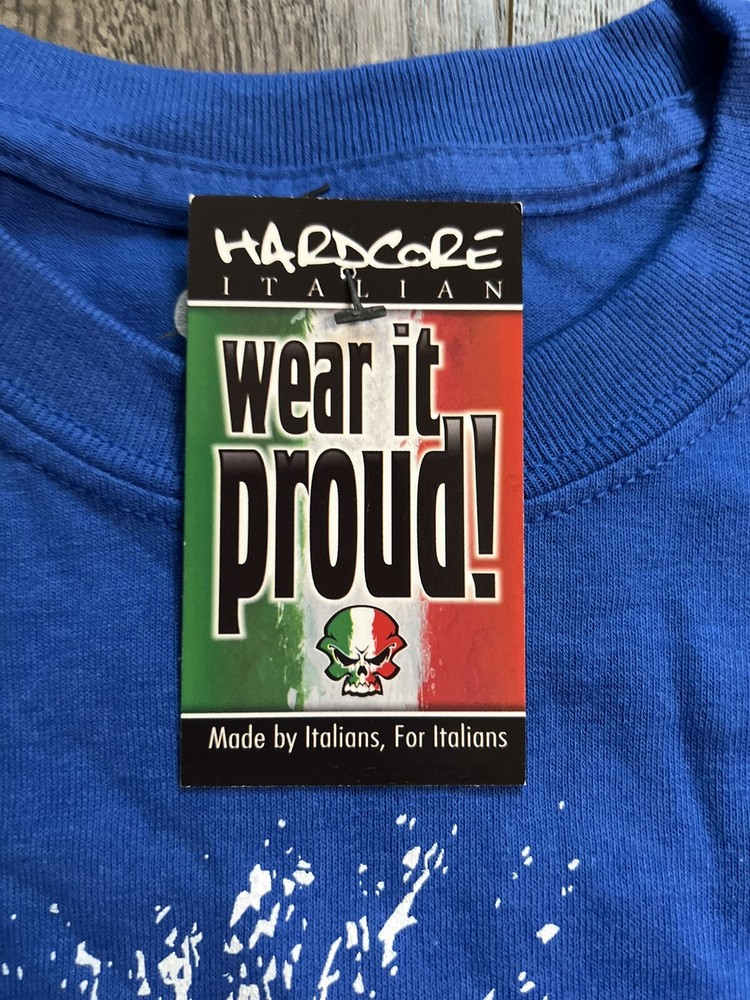 HARDCORE
ITALIAN
wear it
proud!
Made by Italians, For Italians